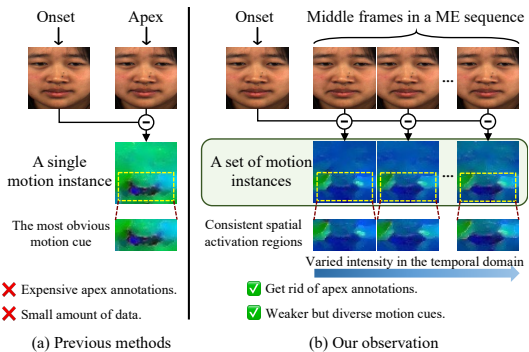 Onset
Apex
A single
motion instance
The most obvious
motion cue
Expensive apex annotations.
Small amount of data.
(a) Previous methods
Onset
Middle frames in a ME sequence
...
A set of motion
instances
...
Consistent spatial
activation regions
...
Varied intensity in the temporal domain
Get rid of apex annotations.
Weaker but diverse motion cues.
(b) Our observation